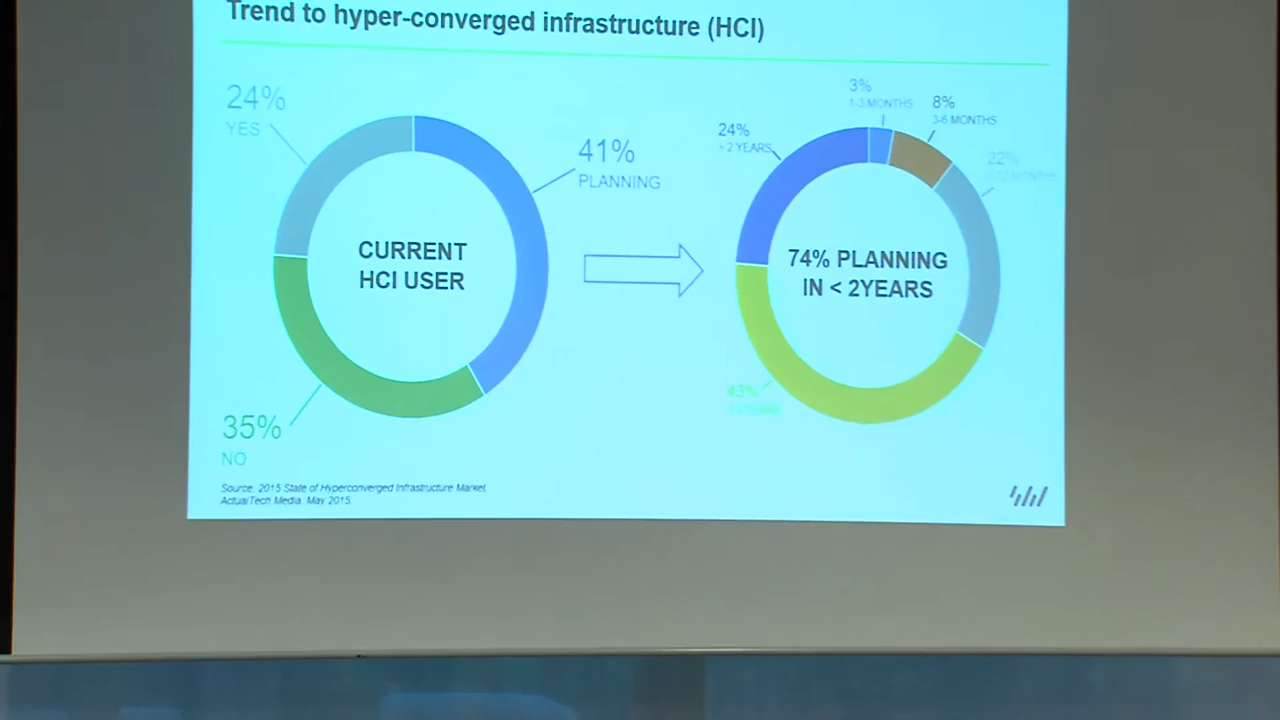 Trend to hyper-converged infrastructure (HCI)
24%
YES
41%
PLANNING
CURRENT
HCI USER
35%
NO
3%
1-3 MONTHS
8%
3-6 MONTHS
24%
> 2 YEARS
22%
MONTHS
74% PLANNING
IN < 2YEARS
43%
Source: 2015 State of Hyperconverged Infrastructure Market,
ActualTech Media. May 2015.